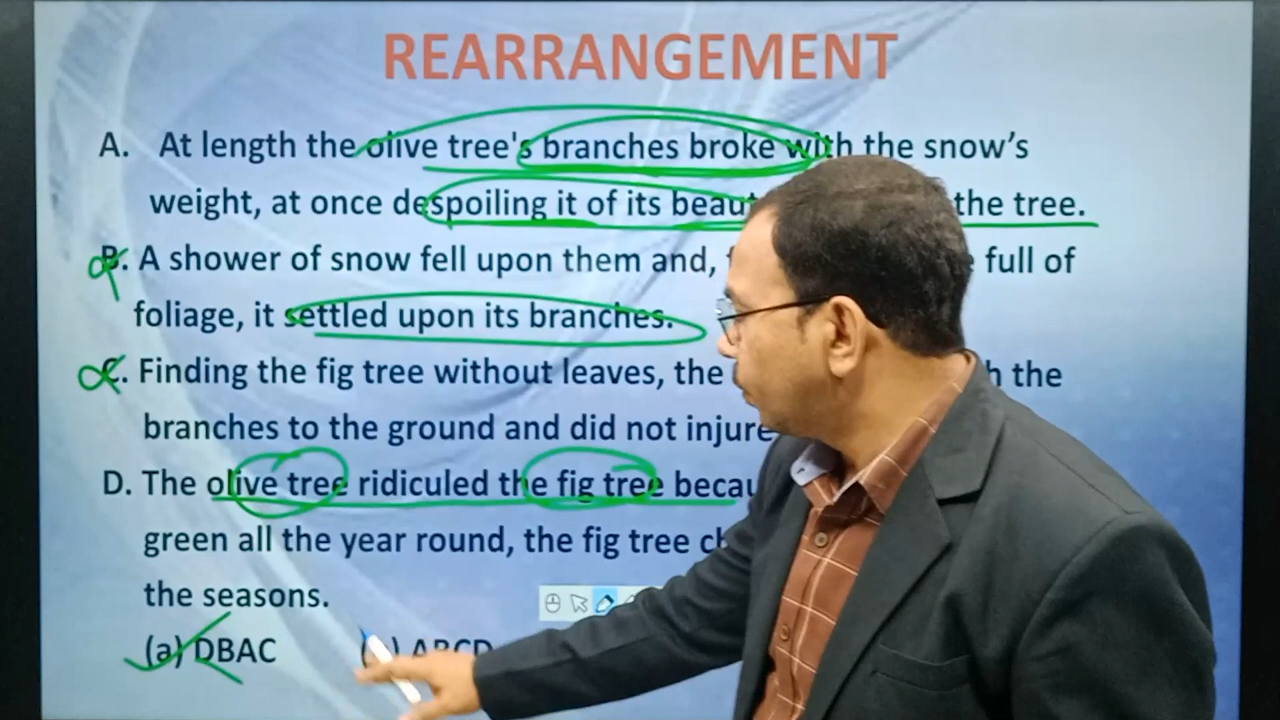 REARRANGEMENT
A. At length the olive tree's branches broke with the snow's
weight, at once despoiling it of its the tree.
B. A shower of snow fell upon them and, full of
foliage, it settled upon its branches.
C. Finding the fig tree without leaves, the the
branches to the ground and did not injure
D. The olive tree ridiculed the fig tree
green all the year round, the fig tree
the seasons.
(a) DBAC ABCD